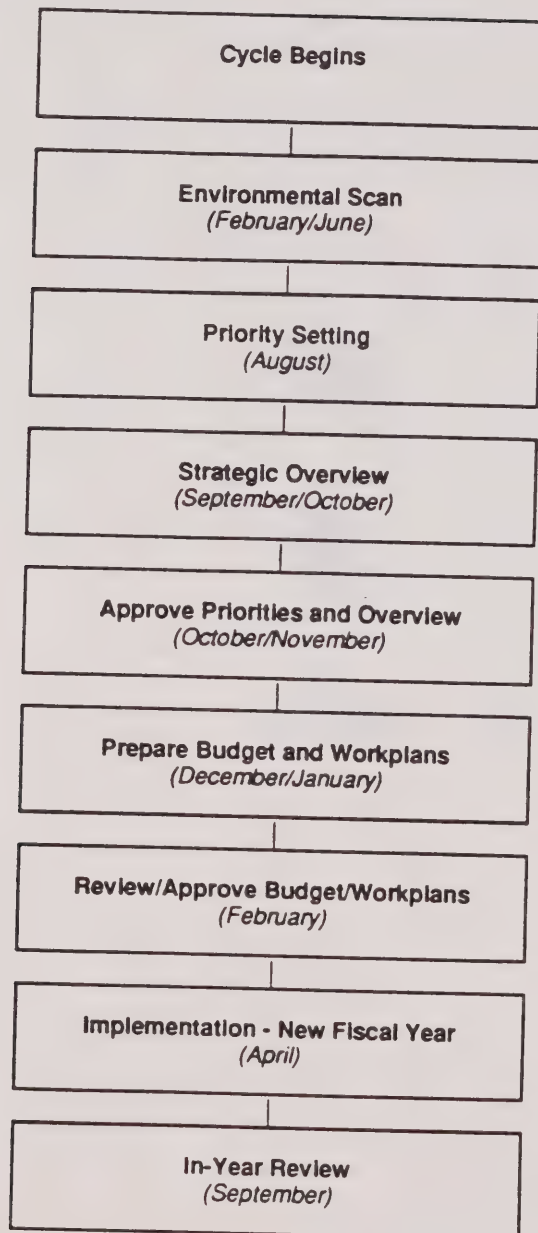 Cycle Begins
Environmental Scan
(February/June)
Priority Setting
(August)
Strategic Overview
(September/October)
Approve Priorities and Overview
(October/November)
Prepare Budget and Workplans
(December/January)
Review/Approve Budget/Workplans
(February)
Implementation - New Fiscal Year
(April)
In-Year Review
(September)